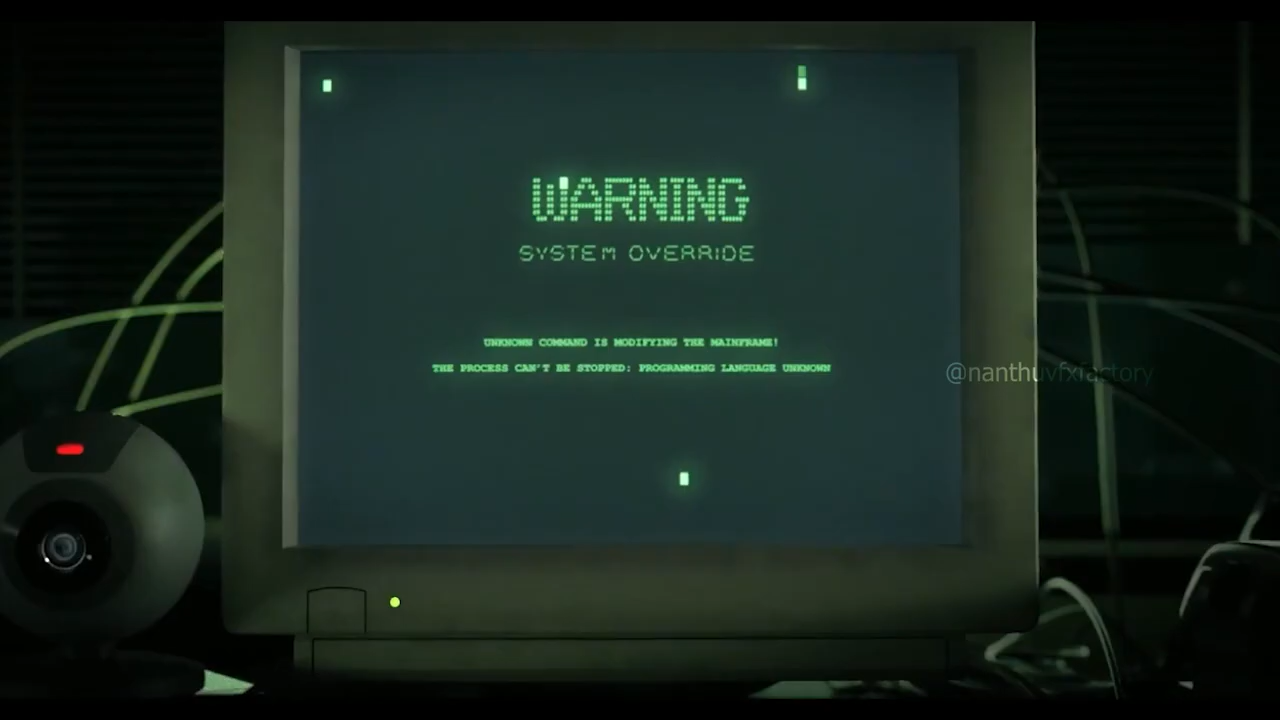 WARNING
SYSTEM OVERRIDE
UNKNOWN COMMAND IS MODIFYING THE MAINFRAME!
THE PROCESS CAN'T BE STOPPED: PROGRAMMING LANGUAGE UNKNOWN
@nanthuvfxfactory